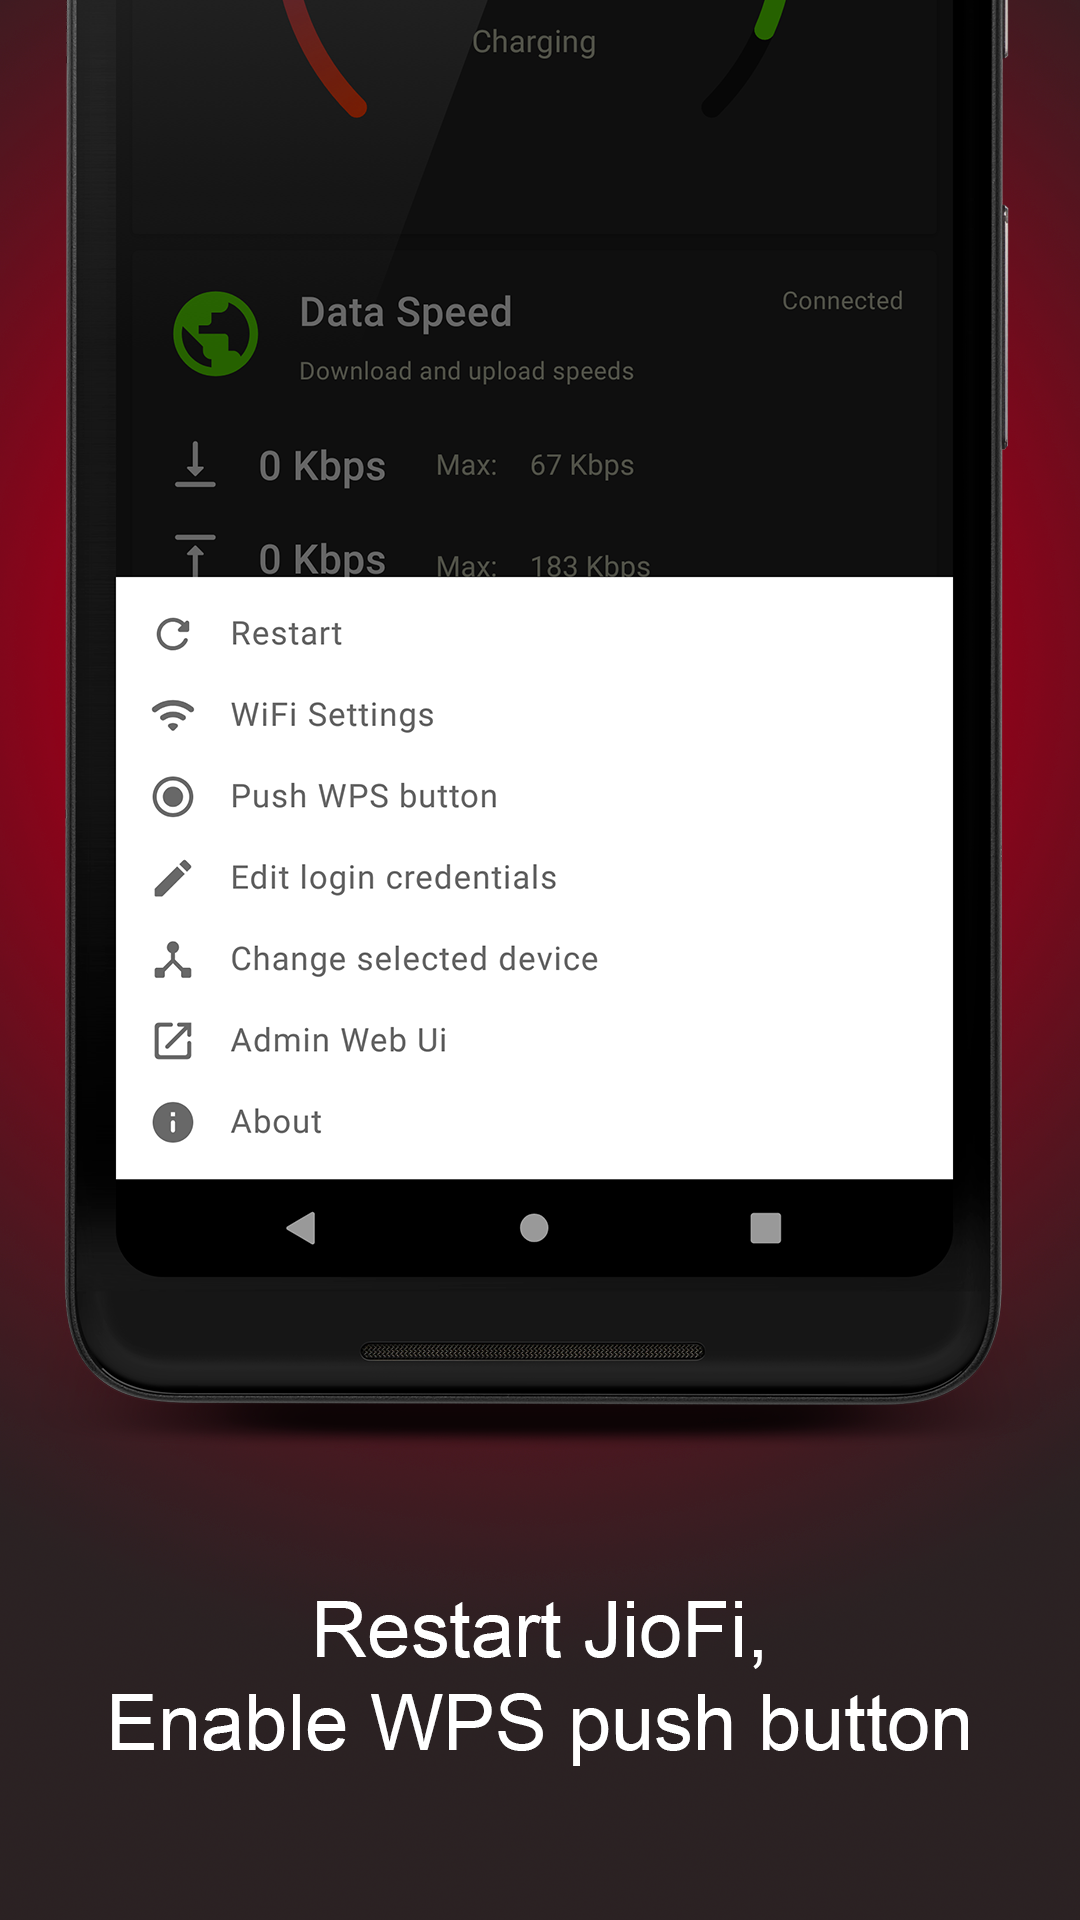 Charging
Data Speed
Connected
Download and upload speeds
0 Kbps Max: 67 Kbps
0 Kbps Max: 183 Kbps
Restart
WiFi Settings
Push WPS button
Edit login credentials
Change selected device
Admin Web Ui
About
Restart JioFi,
Enable WPS push button